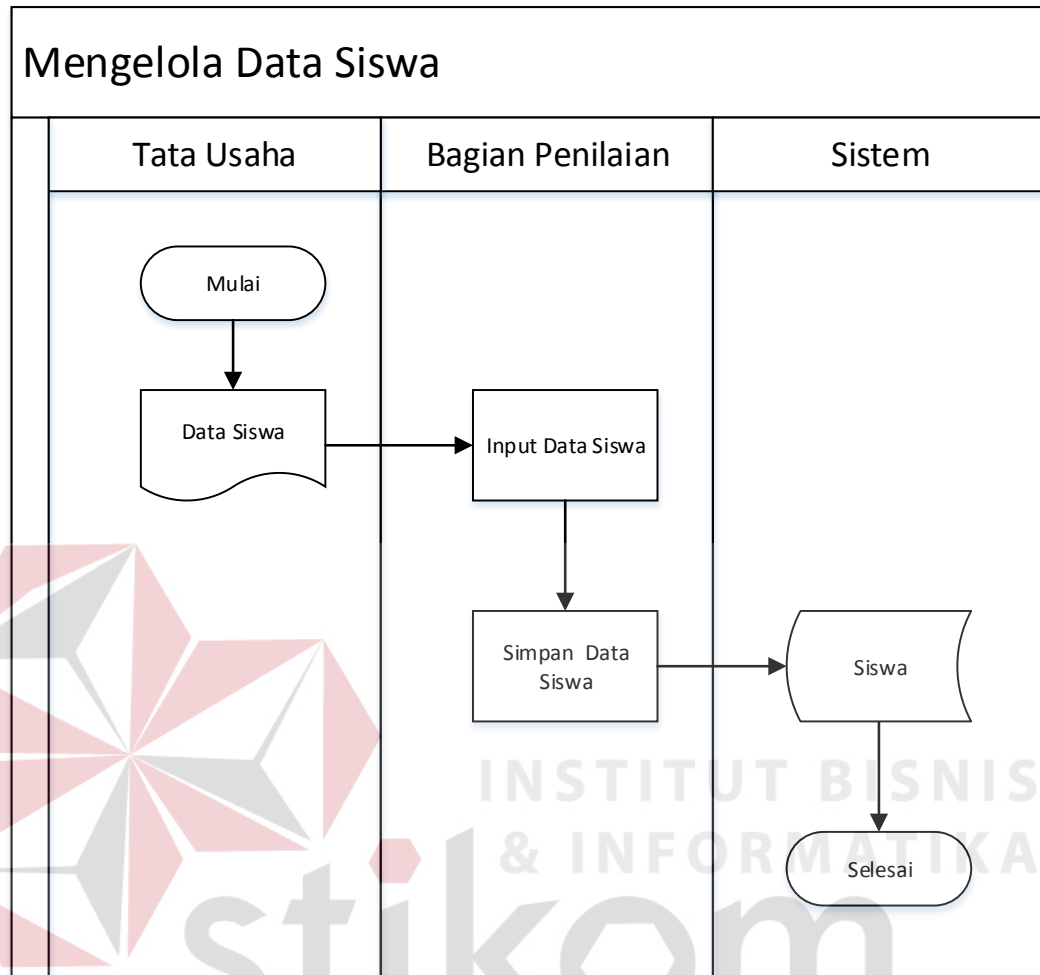 Mengelola Data Siswa
Tata Usaha
Bagian Penilaian
Sistem
Mulai
Data Siswa
Input Data Siswa
Simpan Data
Siswa
Siswa
Selesai
INSTITUT BISNIS
& INFORMATIKA
stikom